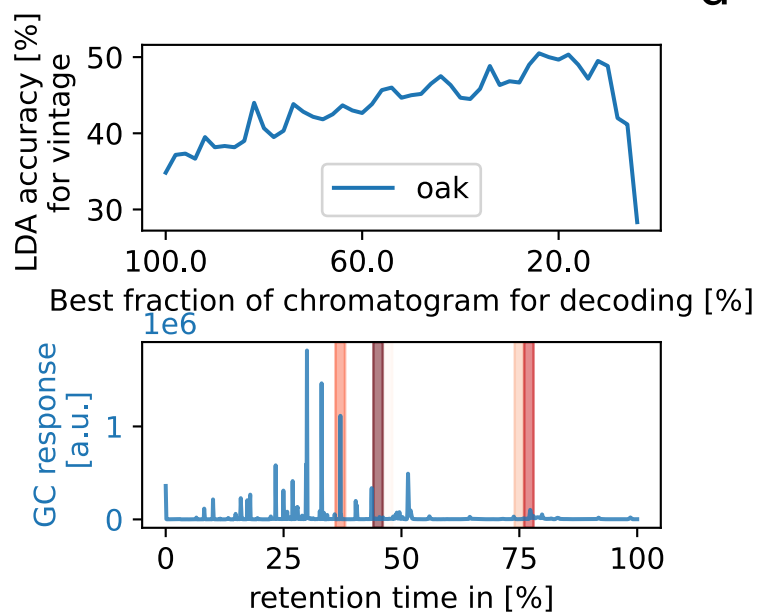 LDA accuracy [%]
for vintage
50
40
30
oak
100.0 60.0 20.0
Best fraction of chromatogram for decoding [%]
1e6
GC response
[a.u.]
1
0
0 25 50 75 100
retention time in [%]